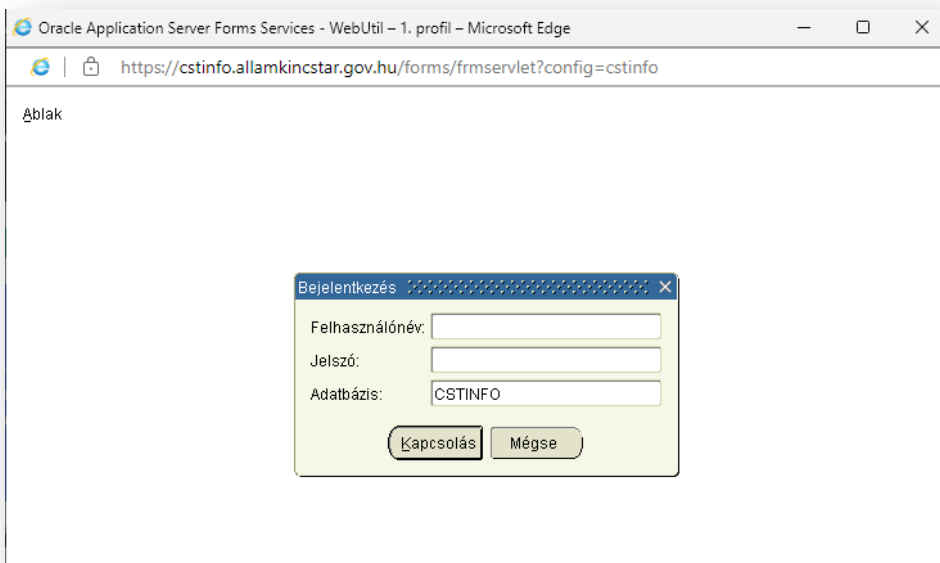 Oracle Application Server Forms Services - WebUtil – 1. profil – Microsoft Edge
https://cstinfo.allamkincstar.gov.hu/forms/frmservlet?config=cstinfo
Ablak
Bejelentkezés
Felhasználónév:
Jelszó:
Adatbázis: CSTINFO
Kapcsolás Mégse